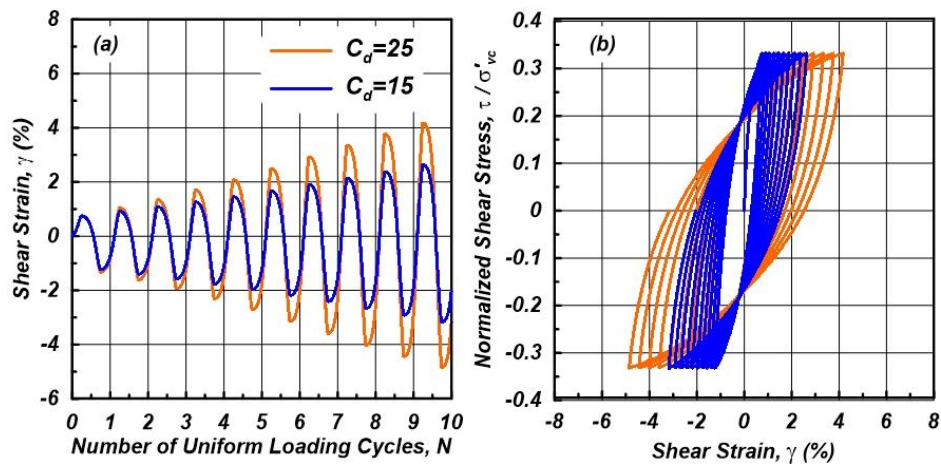 8
6
4
2
0
-2
-4
-6
Shear Strain, γ (%)
(a)
C_d=25
C_d=15
0 1 2 3 4 5 6 7 8 9 10
Number of Uniform Loading Cycles, N
0.4
0.3
0.2
0.1
0
-0.1
-0.2
-0.3
-0.4
Normalized Shear Stress, τ / σ'_vc
(b)
-8 -6 -4 -2 0 2 4 6 8
Shear Strain, γ (%)